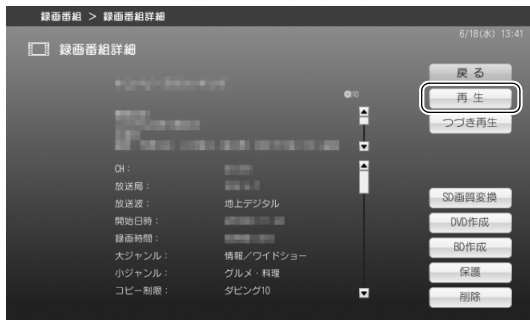 録画番組 > 録画番組詳細
6/18(水) 13:41
録画番組詳細
戻る
10
再生
つづき再生
CH：
放送局：
放送波： 地上デジタル
開始日時：
録画時間：
大ジャンル： 情報／ワイドショー
小ジャンル： グルメ・料理
コピー制限： ダビング10
SD画質変換
DVD作成
BD作成
保護
削除